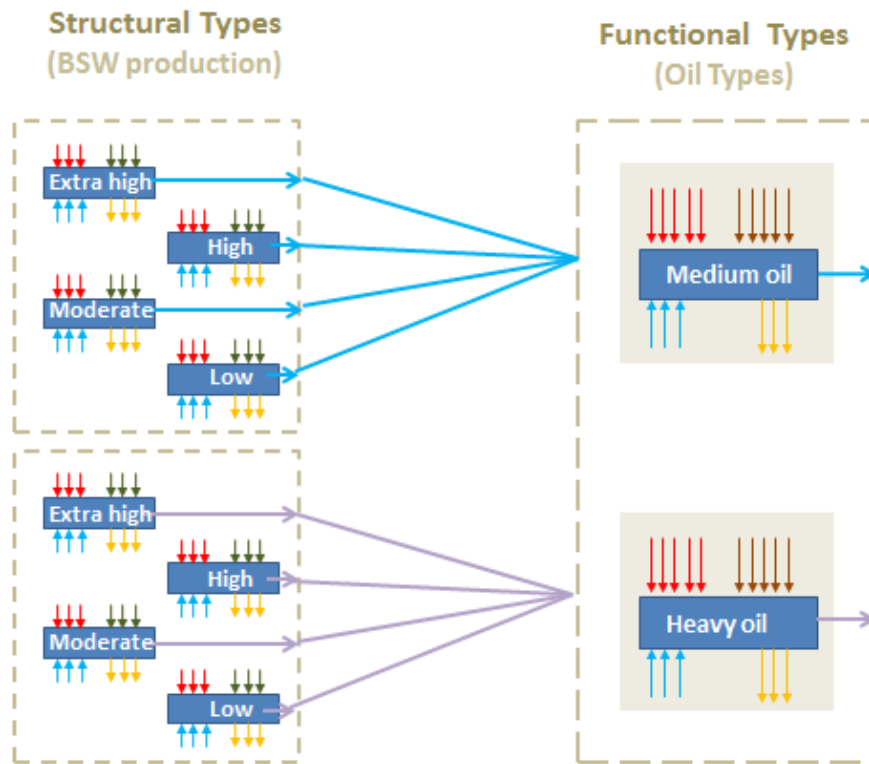 Structural Types
(BSW production)
Functional Types
(Oil Types)
Extra high
High
Moderate
Low
Medium oil
Extra high
High
Moderate
Low
Heavy oil